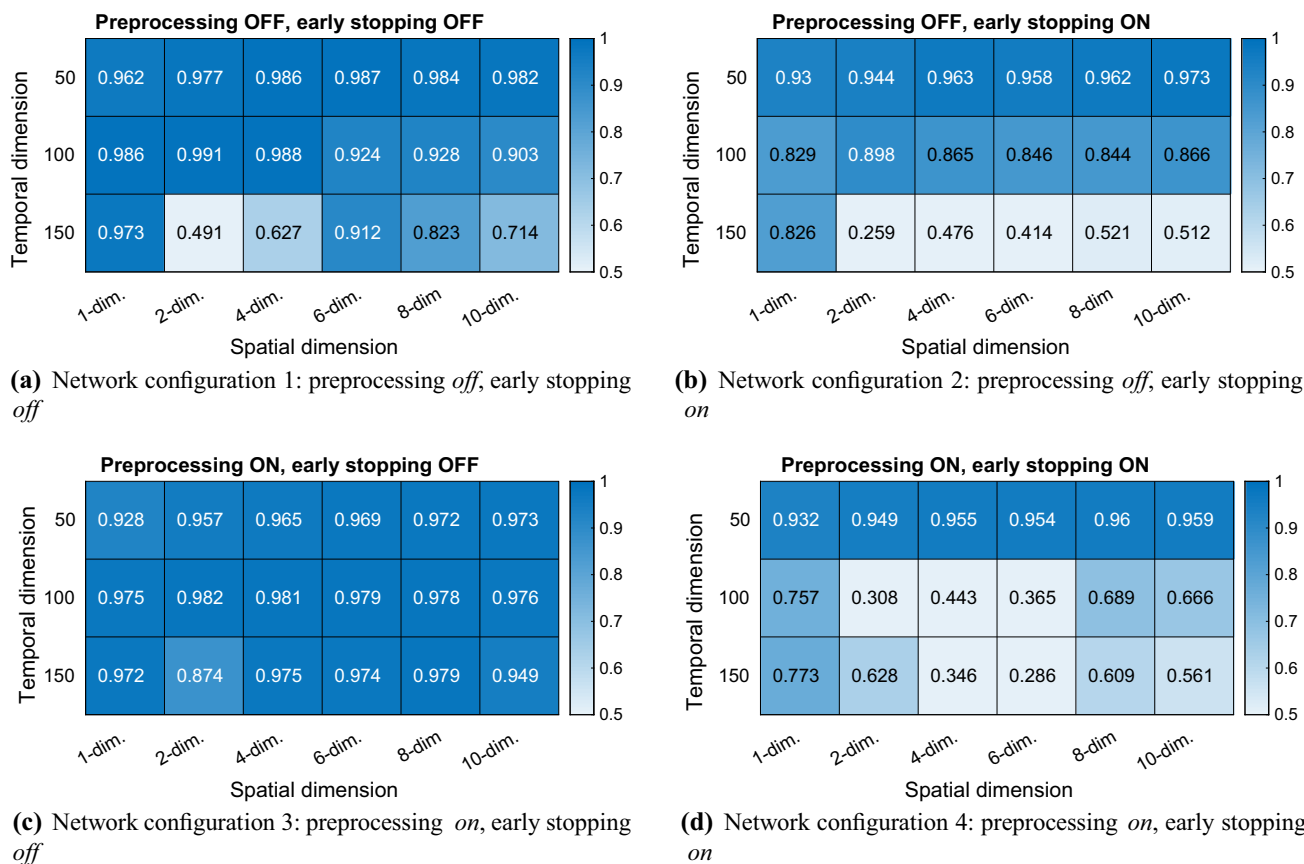 Preprocessing OFF, early stopping OFF
Temporal dimension
50 0.962 0.977 0.986 0.987 0.984 0.982
100 0.986 0.991 0.988 0.924 0.928 0.903
150 0.973 0.491 0.627 0.912 0.823 0.714
1-dim. 2-dim. 4-dim. 6-dim. 8-dim 10-dim.
Spatial dimension
1
0.9
0.8
0.7
0.6
0.5
(a) Network configuration 1: preprocessing off, early stopping
off
Preprocessing OFF, early stopping ON
Temporal dimension
50 0.93 0.944 0.963 0.958 0.962 0.973
100 0.829 0.898 0.865 0.846 0.844 0.866
150 0.826 0.259 0.476 0.414 0.521 0.512
1-dim. 2-dim. 4-dim. 6-dim. 8-dim 10-dim.
Spatial dimension
1
0.9
0.8
0.7
0.6
0.5
(b) Network configuration 2: preprocessing off, early stopping
on
Preprocessing ON, early stopping OFF
Temporal dimension
50 0.928 0.957 0.965 0.969 0.972 0.973
100 0.975 0.982 0.981 0.979 0.978 0.976
150 0.972 0.874 0.975 0.974 0.979 0.949
1-dim. 2-dim. 4-dim. 6-dim. 8-dim 10-dim.
Spatial dimension
1
0.9
0.8
0.7
0.6
0.5
(c) Network configuration 3: preprocessing on, early stopping
off
Preprocessing ON, early stopping ON
Temporal dimension
50 0.932 0.949 0.955 0.954 0.96 0.959
100 0.757 0.308 0.443 0.365 0.689 0.666
150 0.773 0.628 0.346 0.286 0.609 0.561
1-dim. 2-dim. 4-dim. 6-dim. 8-dim 10-dim.
Spatial dimension
1
0.9
0.8
0.7
0.6
0.5
(d) Network configuration 4: preprocessing on, early stopping
on